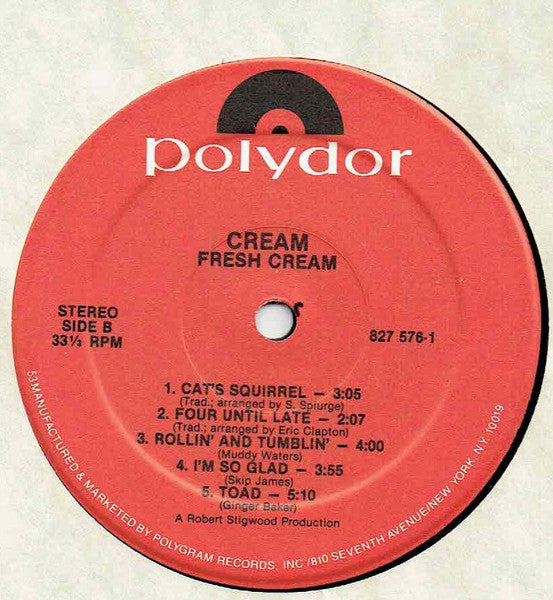 polydor
CREAM
FRESH CREAM
STEREO
SIDE B
33⅓ RPM
827 576-1
1. CAT'S SQUIRREL — 3:05
(Trad.; arranged by S. Splurge)
2. FOUR UNTIL LATE - 2:07
(Trad.; arranged by Eric Clapton)
3. ROLLIN' AND TUMBLIN' — 4:00
(Muddy Waters)
4. I'M SO GLAD — 3:55
(Skip James)
5. TOAD — 5:10
(Ginger Baker)
A Robert Stigwood Production
53 MANUFACTURED & MARKETED BY POLYGRAM RECORDS, INC./810 SEVENTH AVENUE/NEW YORK, N.Y. 10019